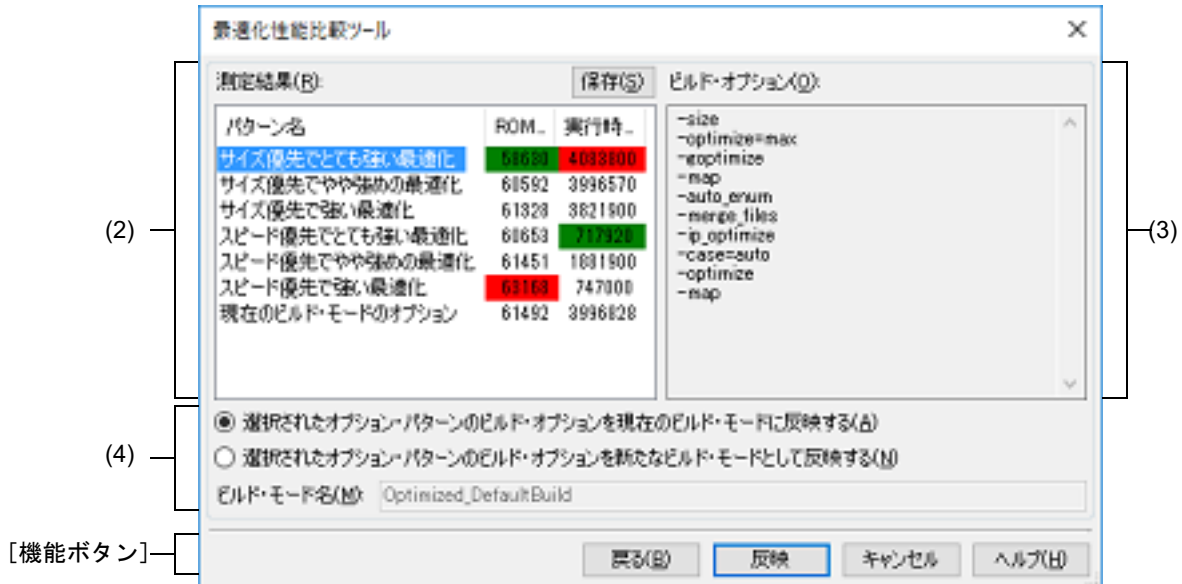 最適化性能比較ツール
測定結果(R):
保存(S)
ビルド・オプション(O):
パターン名 ROM... 実行時...
サイズ優先でとても強い最適化 58680 4083800
サイズ優先でやや強めの最適化 60592 3996570
サイズ優先で強い最適化 61328 3821900
スピード優先でとても強い最適化 60653 717920
スピード優先でやや強めの最適化 61451 1881900
スピード優先で強い最適化 63168 747000
現在のビルド・モードのオプション 61492 3996828
-size
-optimize=max
-goptimize
-map
-auto_enum
-merge_files
-ip_optimize
-case=auto
-optimize
-map
(2)
(3)
選択されたオプション・パターンのビルド・オプションを現在のビルド・モードに反映する(A)
選択されたオプション・パターンのビルド・オプションを新たなビルド・モードとして反映する(N)
ビルド・モード名(M): Optimized_DefaultBuild
(4)
[機能ボタン]
戻る(B)
反映
キャンセル
ヘルプ(H)